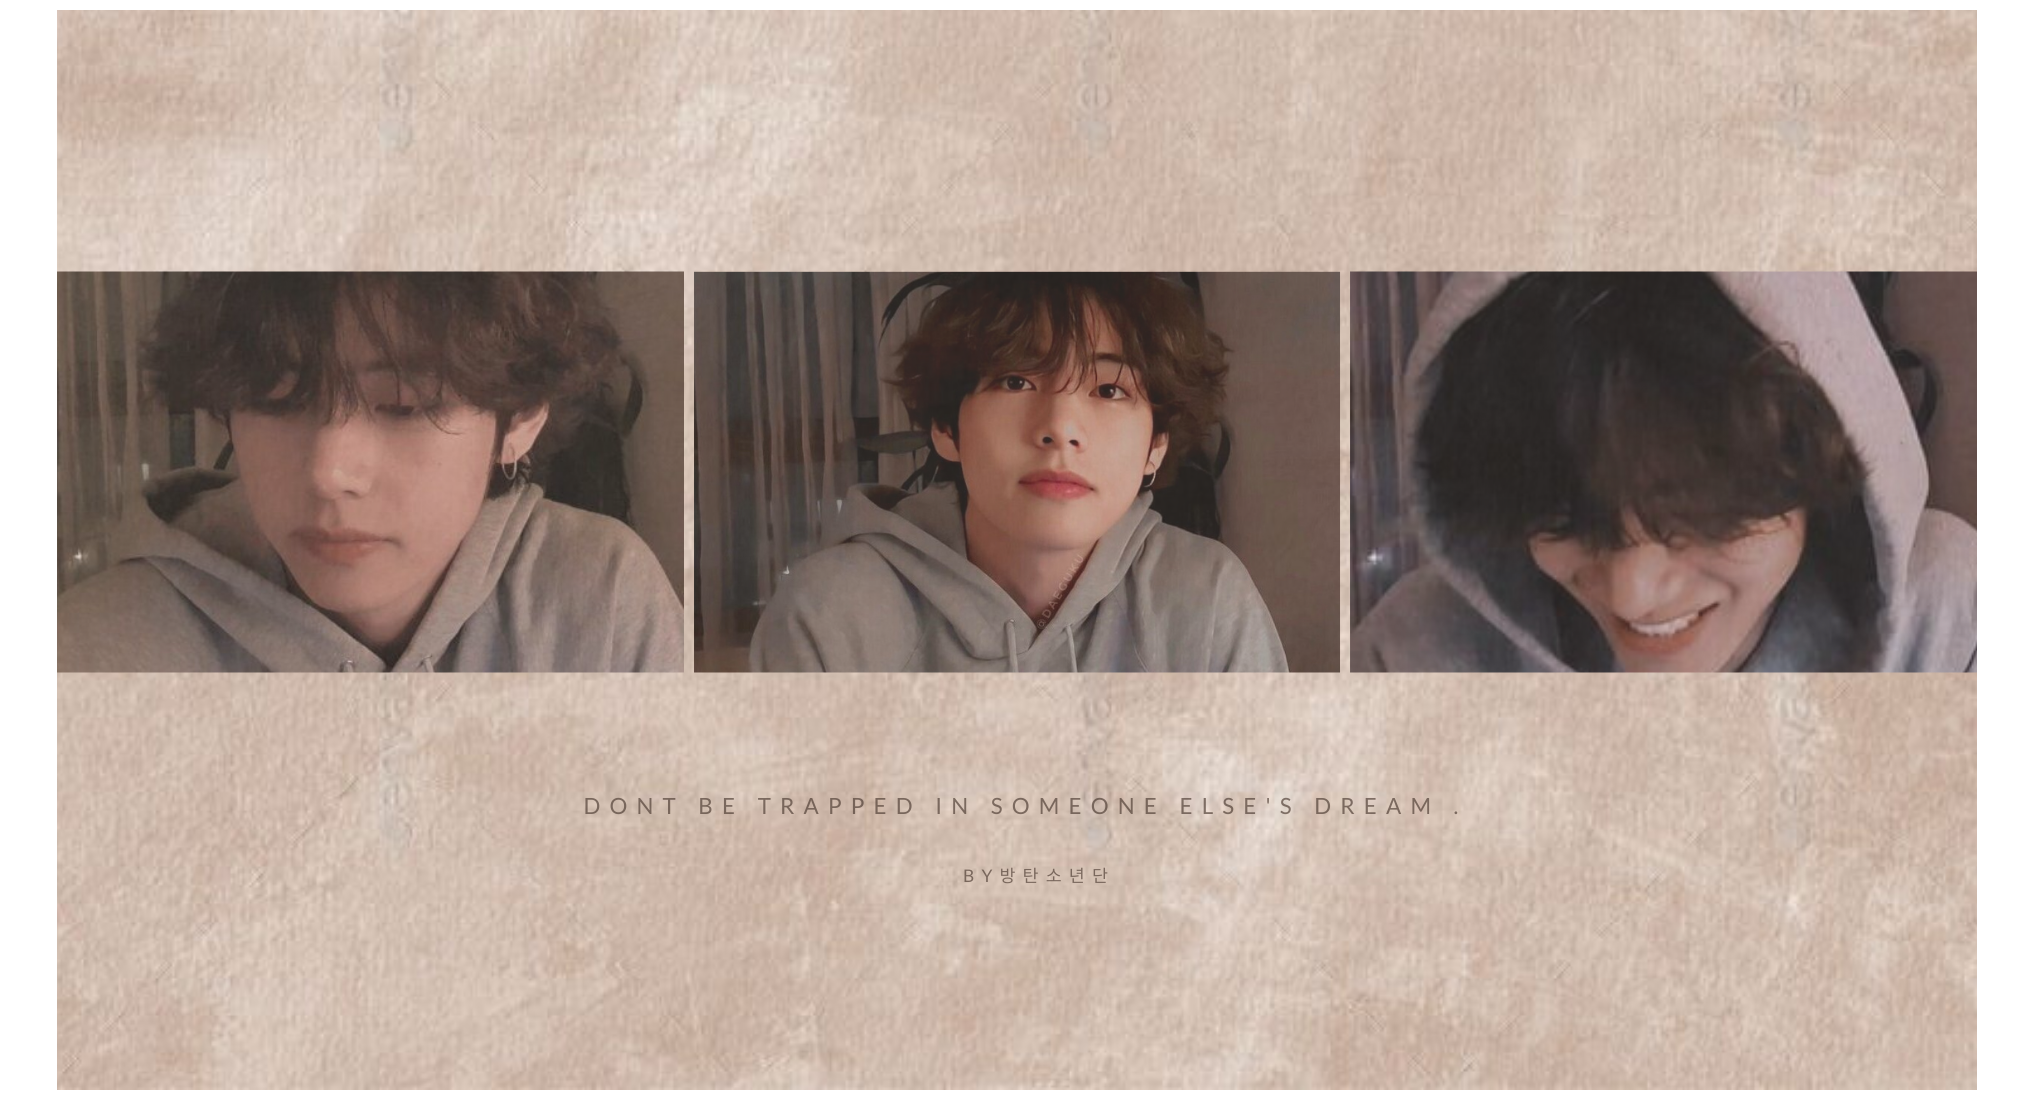 DONT BE TRAPPED IN SOMEONE ELSE'S DREAM .
BY방탄소년단